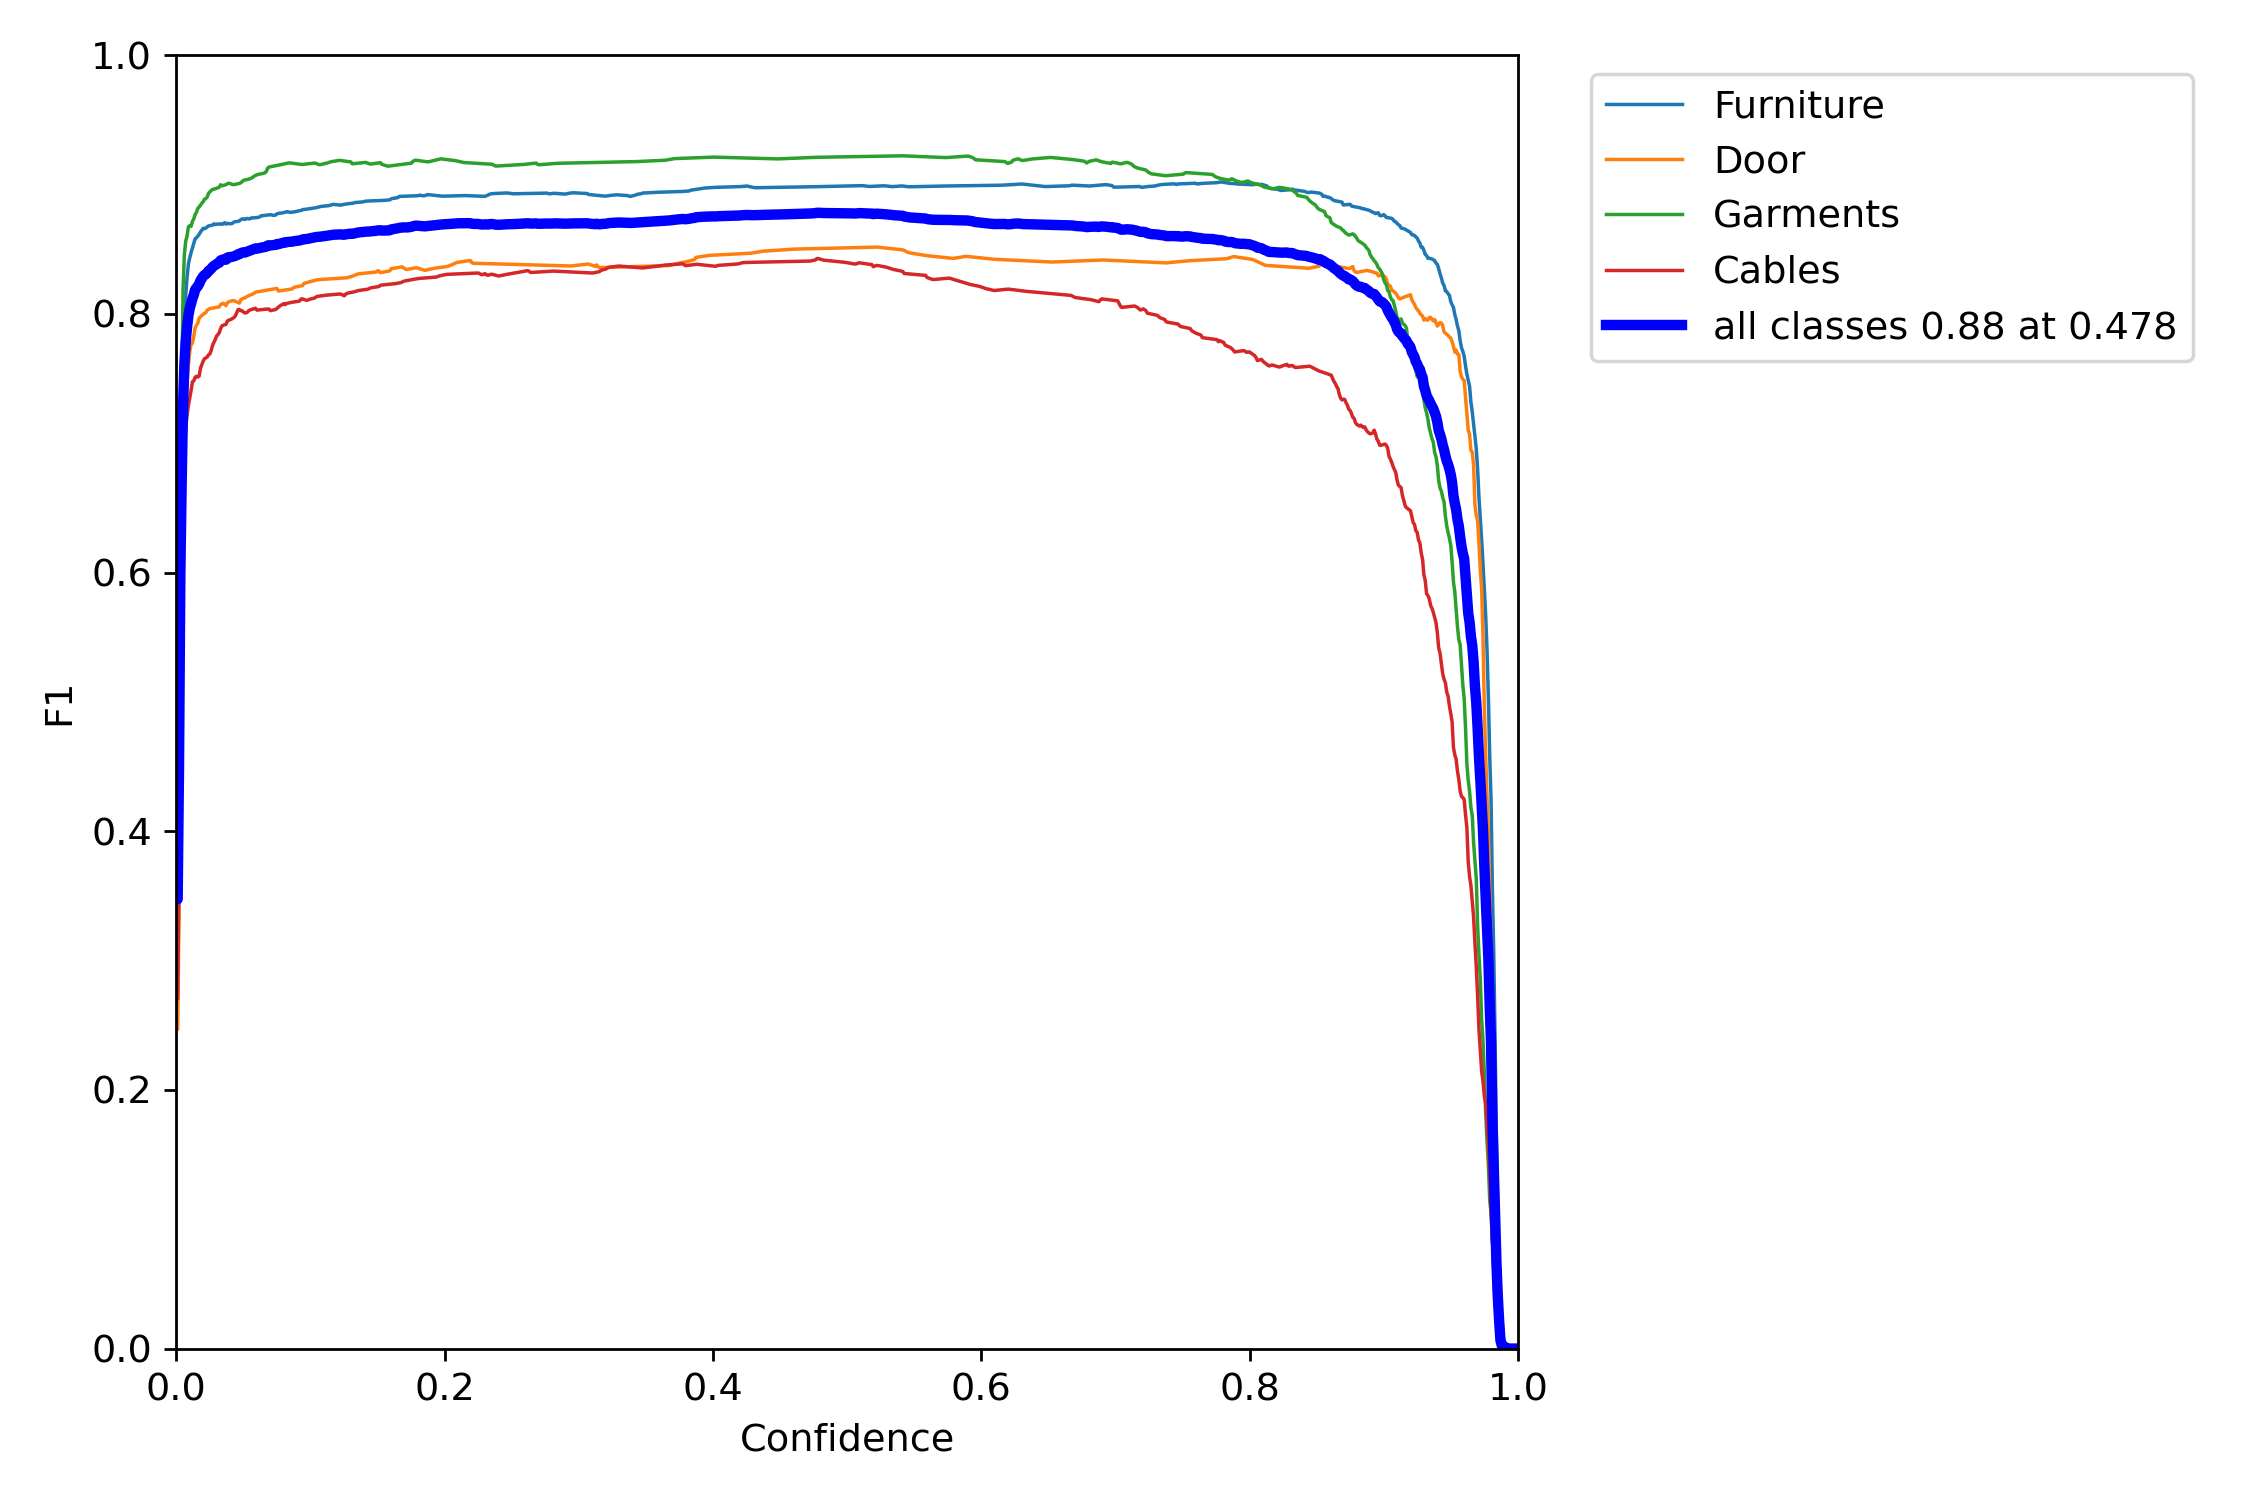 1.0
0.8
0.6
0.4
0.2
0.0
F1
0.0 0.2 0.4 0.6 0.8 1.0
Confidence
Furniture
Door
Garments
Cables
all classes 0.88 at 0.478